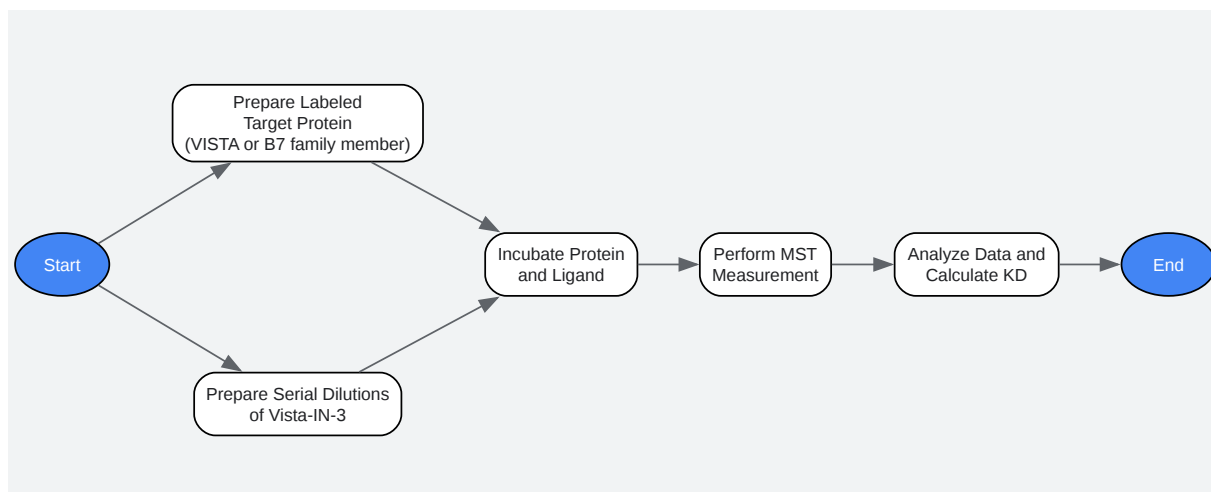 Start
Prepare Labeled
Target Protein
(VISTA or B7 family member)
Prepare Serial Dilutions
of Vista-IN-3
Incubate Protein
and Ligand
Perform MST
Measurement
Analyze Data and
Calculate KD
End